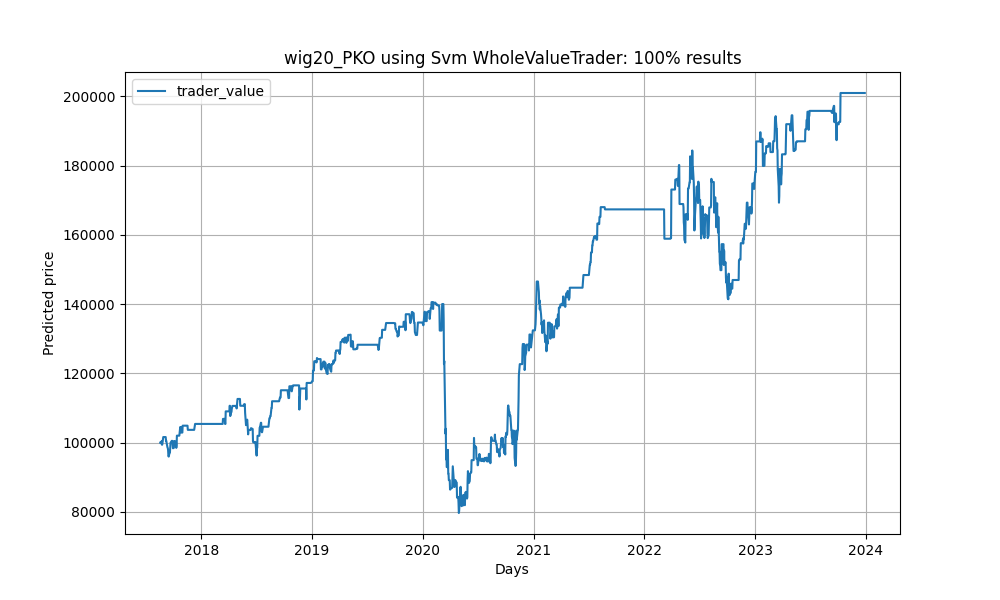 wig20_PKO using Svm WholeValueTrader: 100% results
trader_value
200000
180000
160000
140000
120000
100000
80000
Predicted price
2018 2019 2020 2021 2022 2023 2024
Days